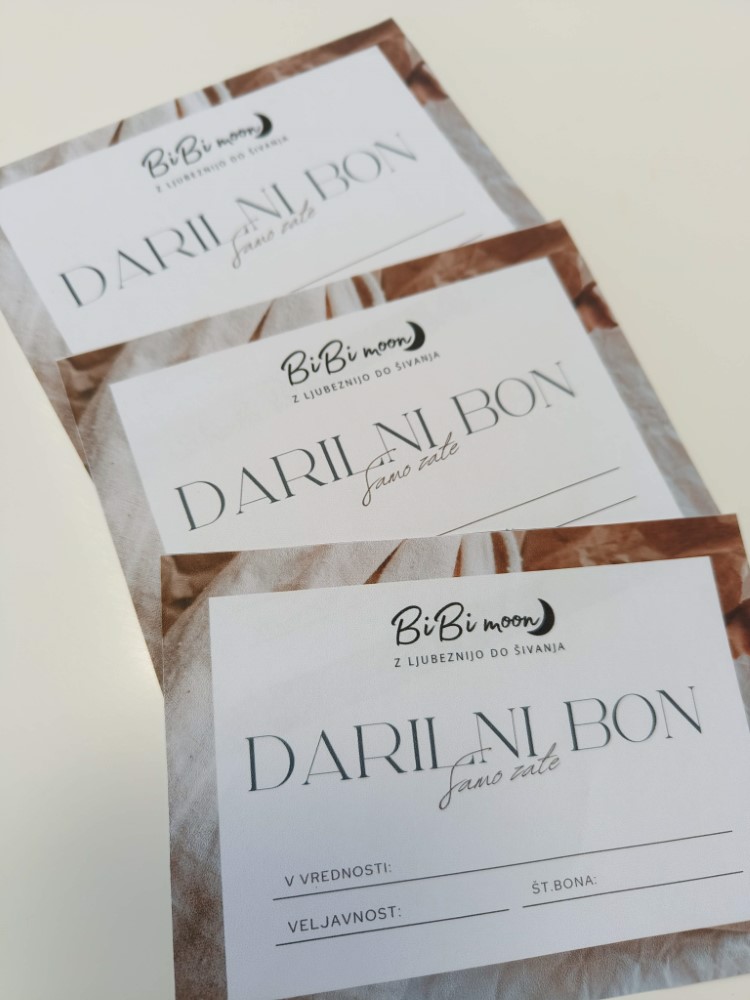 BiBi moon
Z LJUBEZNIJO DO ŠIVANJA
DARILNI BON
Samo zate
BiBi moon
Z LJUBEZNIJO DO ŠIVANJA
DARILNI BON
Samo zate
BiBi moon
Z LJUBEZNIJO DO ŠIVANJA
DARILNI BON
Samo zate
V VREDNOSTI:
VELJAVNOST: ŠT.BONA: